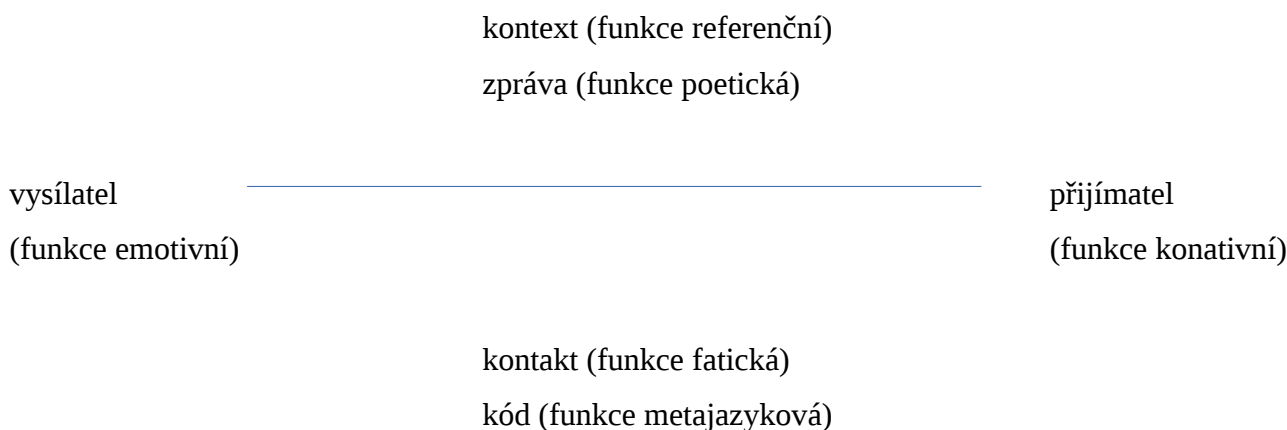 kontext (funkce referenční)
zpráva (funkce poetická)
vysílatel
(funkce emotivní)
přijímatel
(funkce konativní)
kontakt (funkce fatická)
kód (funkce metajazyková)